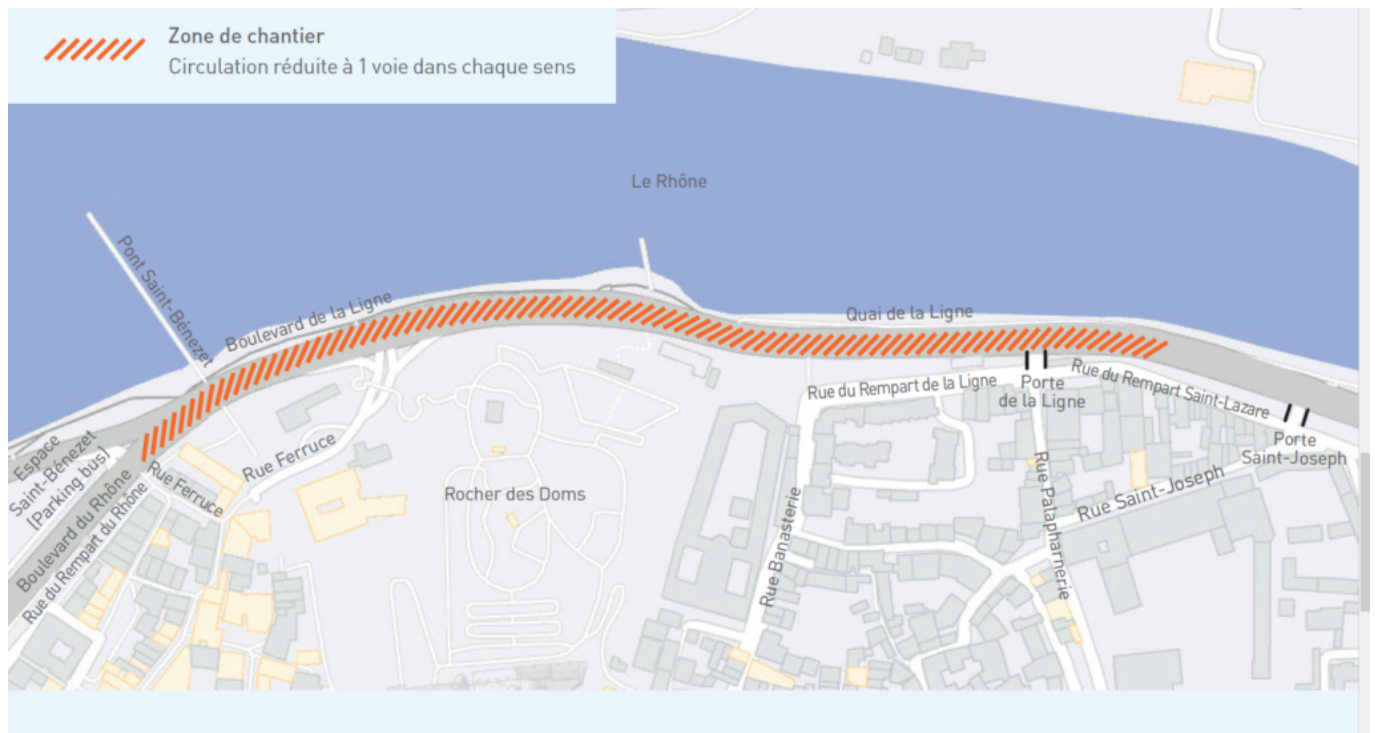 Zone de chantier
Circulation réduite à 1 voie dans chaque sens
Le Rhône
Pont Saint-Bénezet
Boulevard de la Ligne
Quai de la Ligne
Rue du Rempart de la Ligne
Porte
de la Ligne
Rue du Rempart Saint-Lazare
Porte
Saint-Joseph
Espace
Saint-Bénezet
(Parking bus)
Boulevard du Rhône
Rue du Rempart du Rhône
Rue Ferruce
Rue Ferruce
Rocher des Doms
Rue Banasterie
Rue Palapharnerie
Rue Saint-Joseph